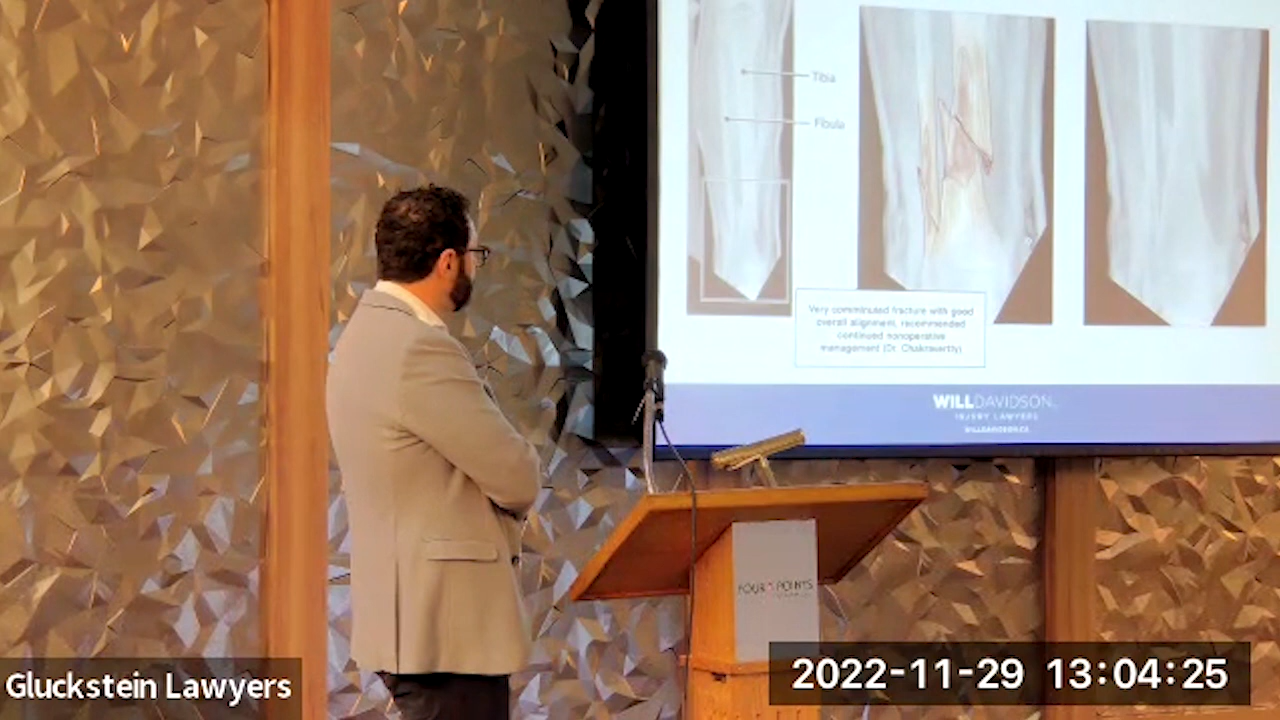 Tibia
Fibula
Very comminuted fracture with good
overall alignment, recommended
continued nonoperative
management (Dr. Chakravertty)
WILLDAVIDSON
INJURY LAWYERS
FOUR POINTS
Gluckstein Lawyers
2022-11-29 13:04:25